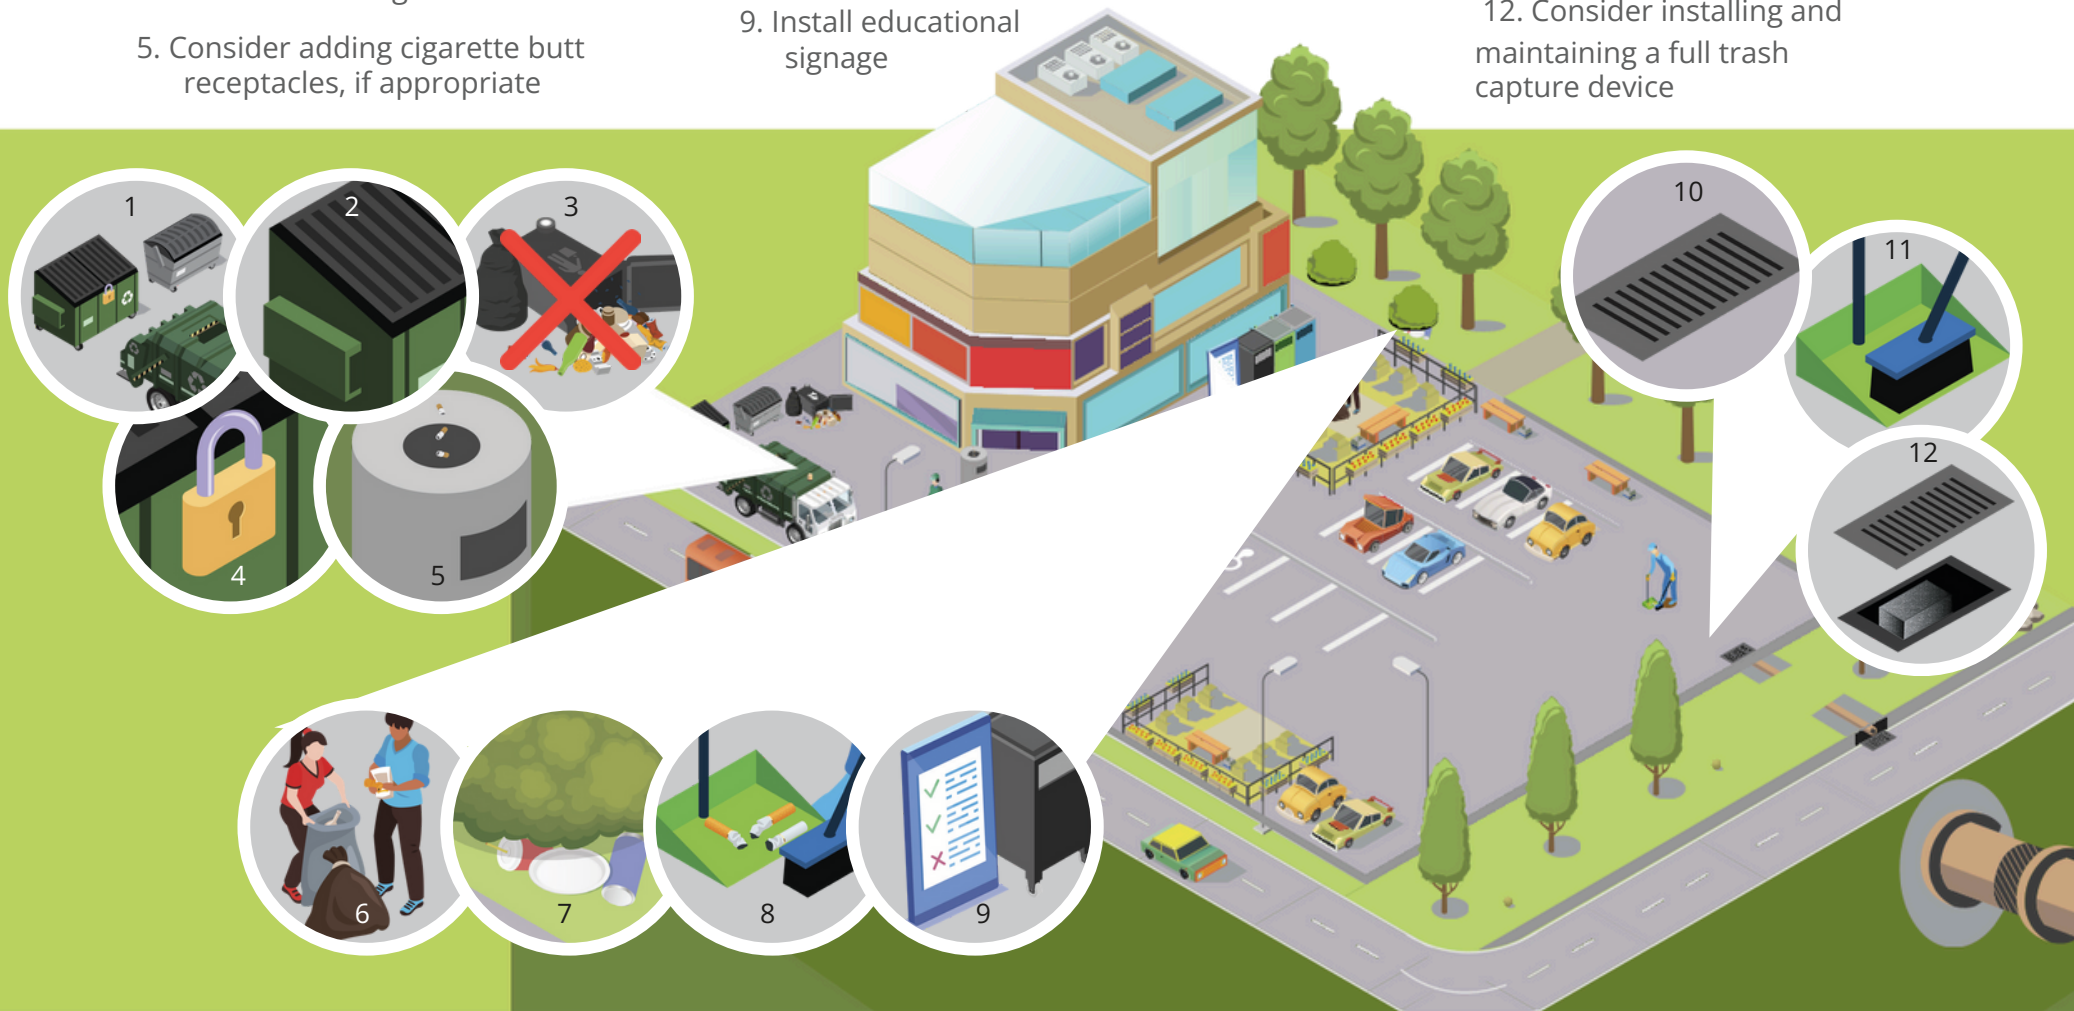 5. Consider adding cigarette butt
receptacles, if appropriate
9. Install educational
signage
12. Consider installing and
maintaining a full trash
capture device
1
2
3
4
5
6
7
8
9
10
11
12